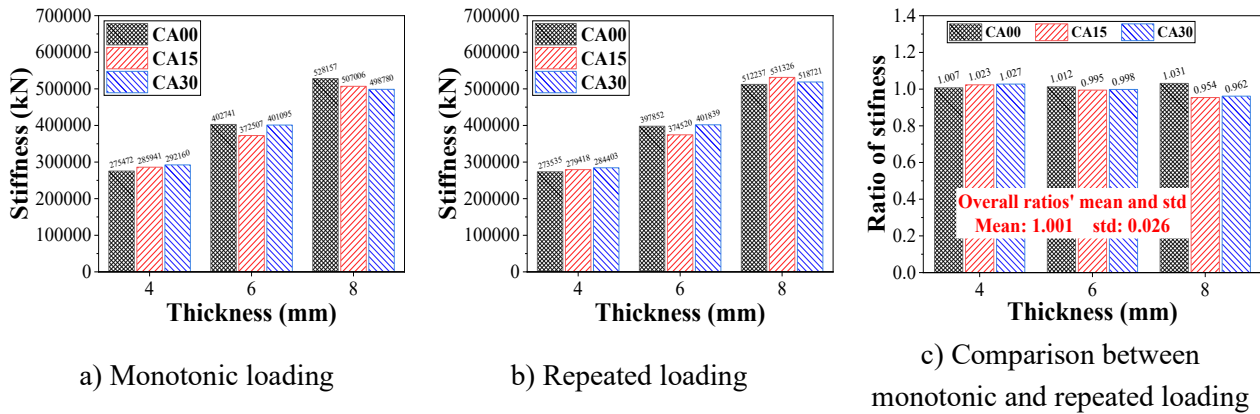 700000
600000
500000
400000
300000
200000
100000
0
Stiffness (kN)
CA00
CA15
CA30
275472 285941 292160
402741 372507 401095
528157 507006 498780
4 6 8
Thickness (mm)
a) Monotonic loading
700000
600000
500000
400000
300000
200000
100000
0
Stiffness (kN)
CA00
CA15
CA30
273535 279418 284403
397852 374520 401839
512237 531326 518721
4 6 8
Thickness (mm)
b) Repeated loading
1.4
1.2
1.0
0.8
0.6
0.4
0.2
0.0
Ratio of stifness
CA00 CA15 CA30
1.007 1.023 1.027 1.012 0.995 0.998 1.031 0.954 0.962
Overall ratios' mean and std
Mean: 1.001 std: 0.026
4 6 8
Thickness (mm)
c) Comparison between
monotonic and repeated loading